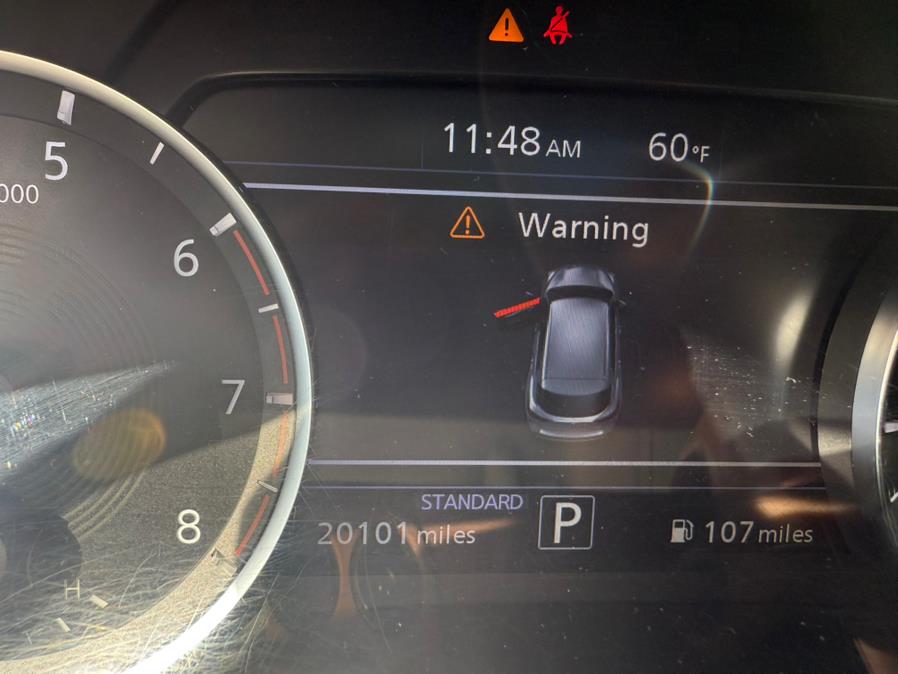 11:48 AM 60°F
5
000
Warning
6
7
8
STANDARD
20101 miles P 107 miles
H